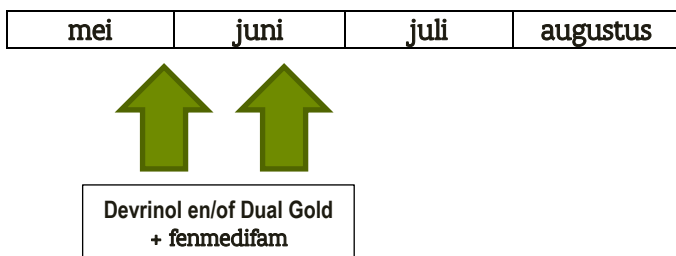 mei juni juli augustus
Devrinol en/of Dual Gold
+ fenmedifam